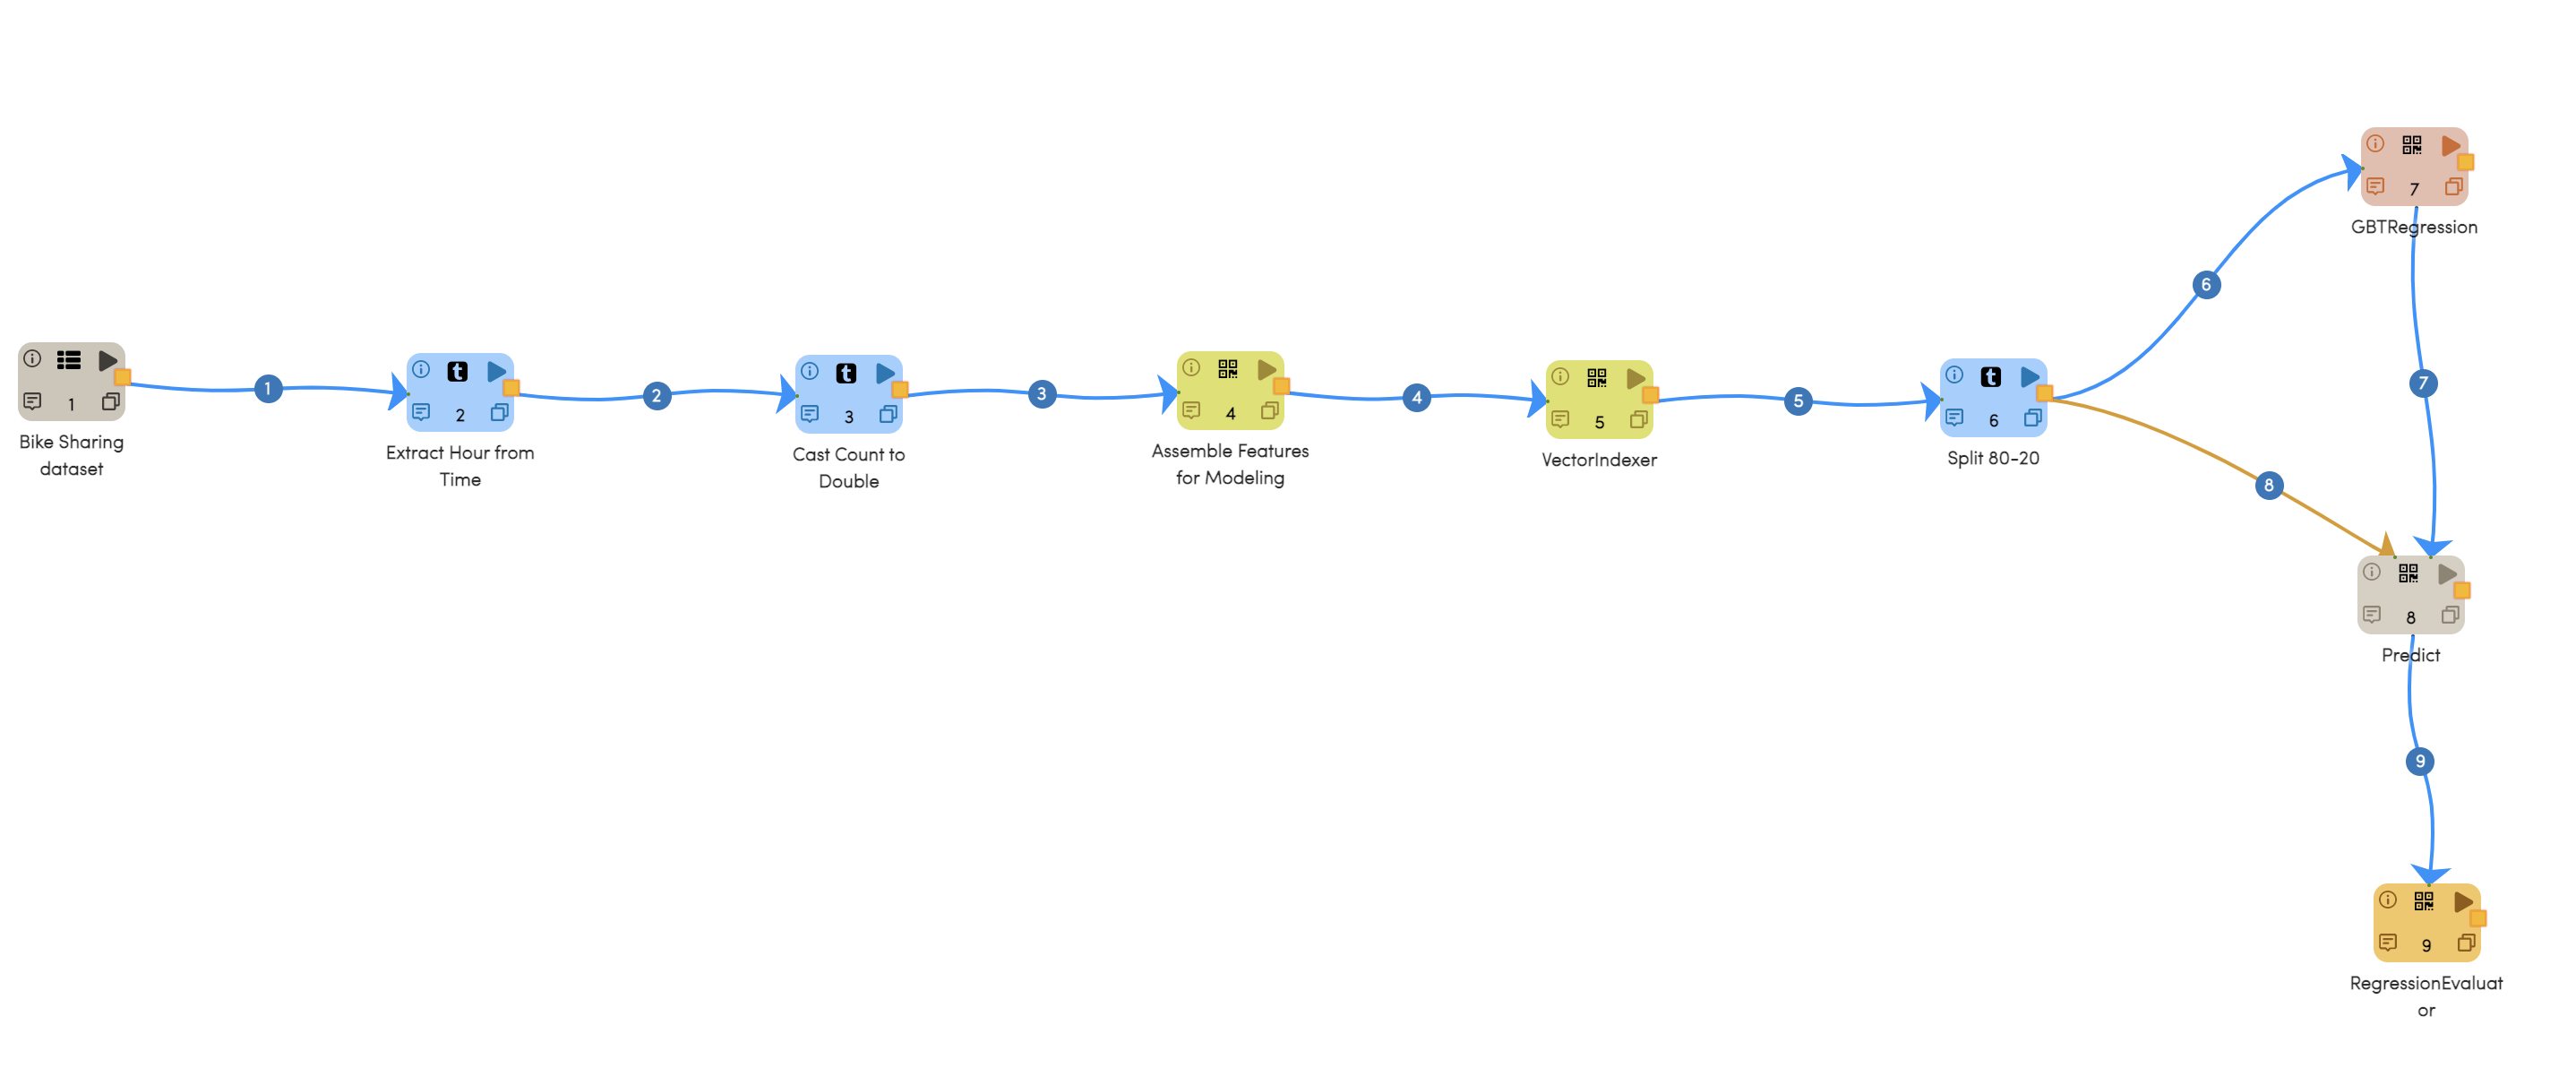 1
Bike Sharing
dataset
1
2
Extract Hour from
Time
2
3
Cast Count to
Double
3
4
Assemble Features
for Modeling
4
5
VectorIndexer
5
6
Split 80-20
6
7
GBTRegression
7
8
8
Predict
9
9
RegressionEvaluat
or